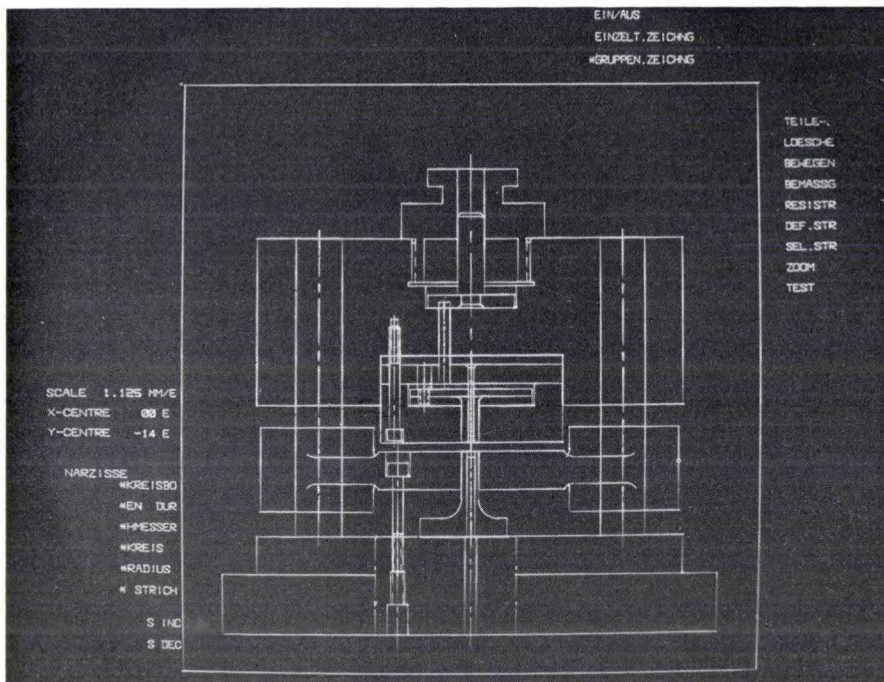 EIN/AUS
EINZELT.ZEICHNG
*GRUPPEN.ZEICHNG
TEILE-.
LOESCHE
BEWEGEN
BEMASSG
RESISTR
DEF.STR
SEL.STR
ZOOM
TEST
SCALE 1.125 MM/E
X-CENTRE 00 E
Y-CENTRE -14 E
NARZISSE
*KREISBO
*EN DUR
*HMESSER
*KREIS
*RADIUS
* STRICH
S INC
S DEC